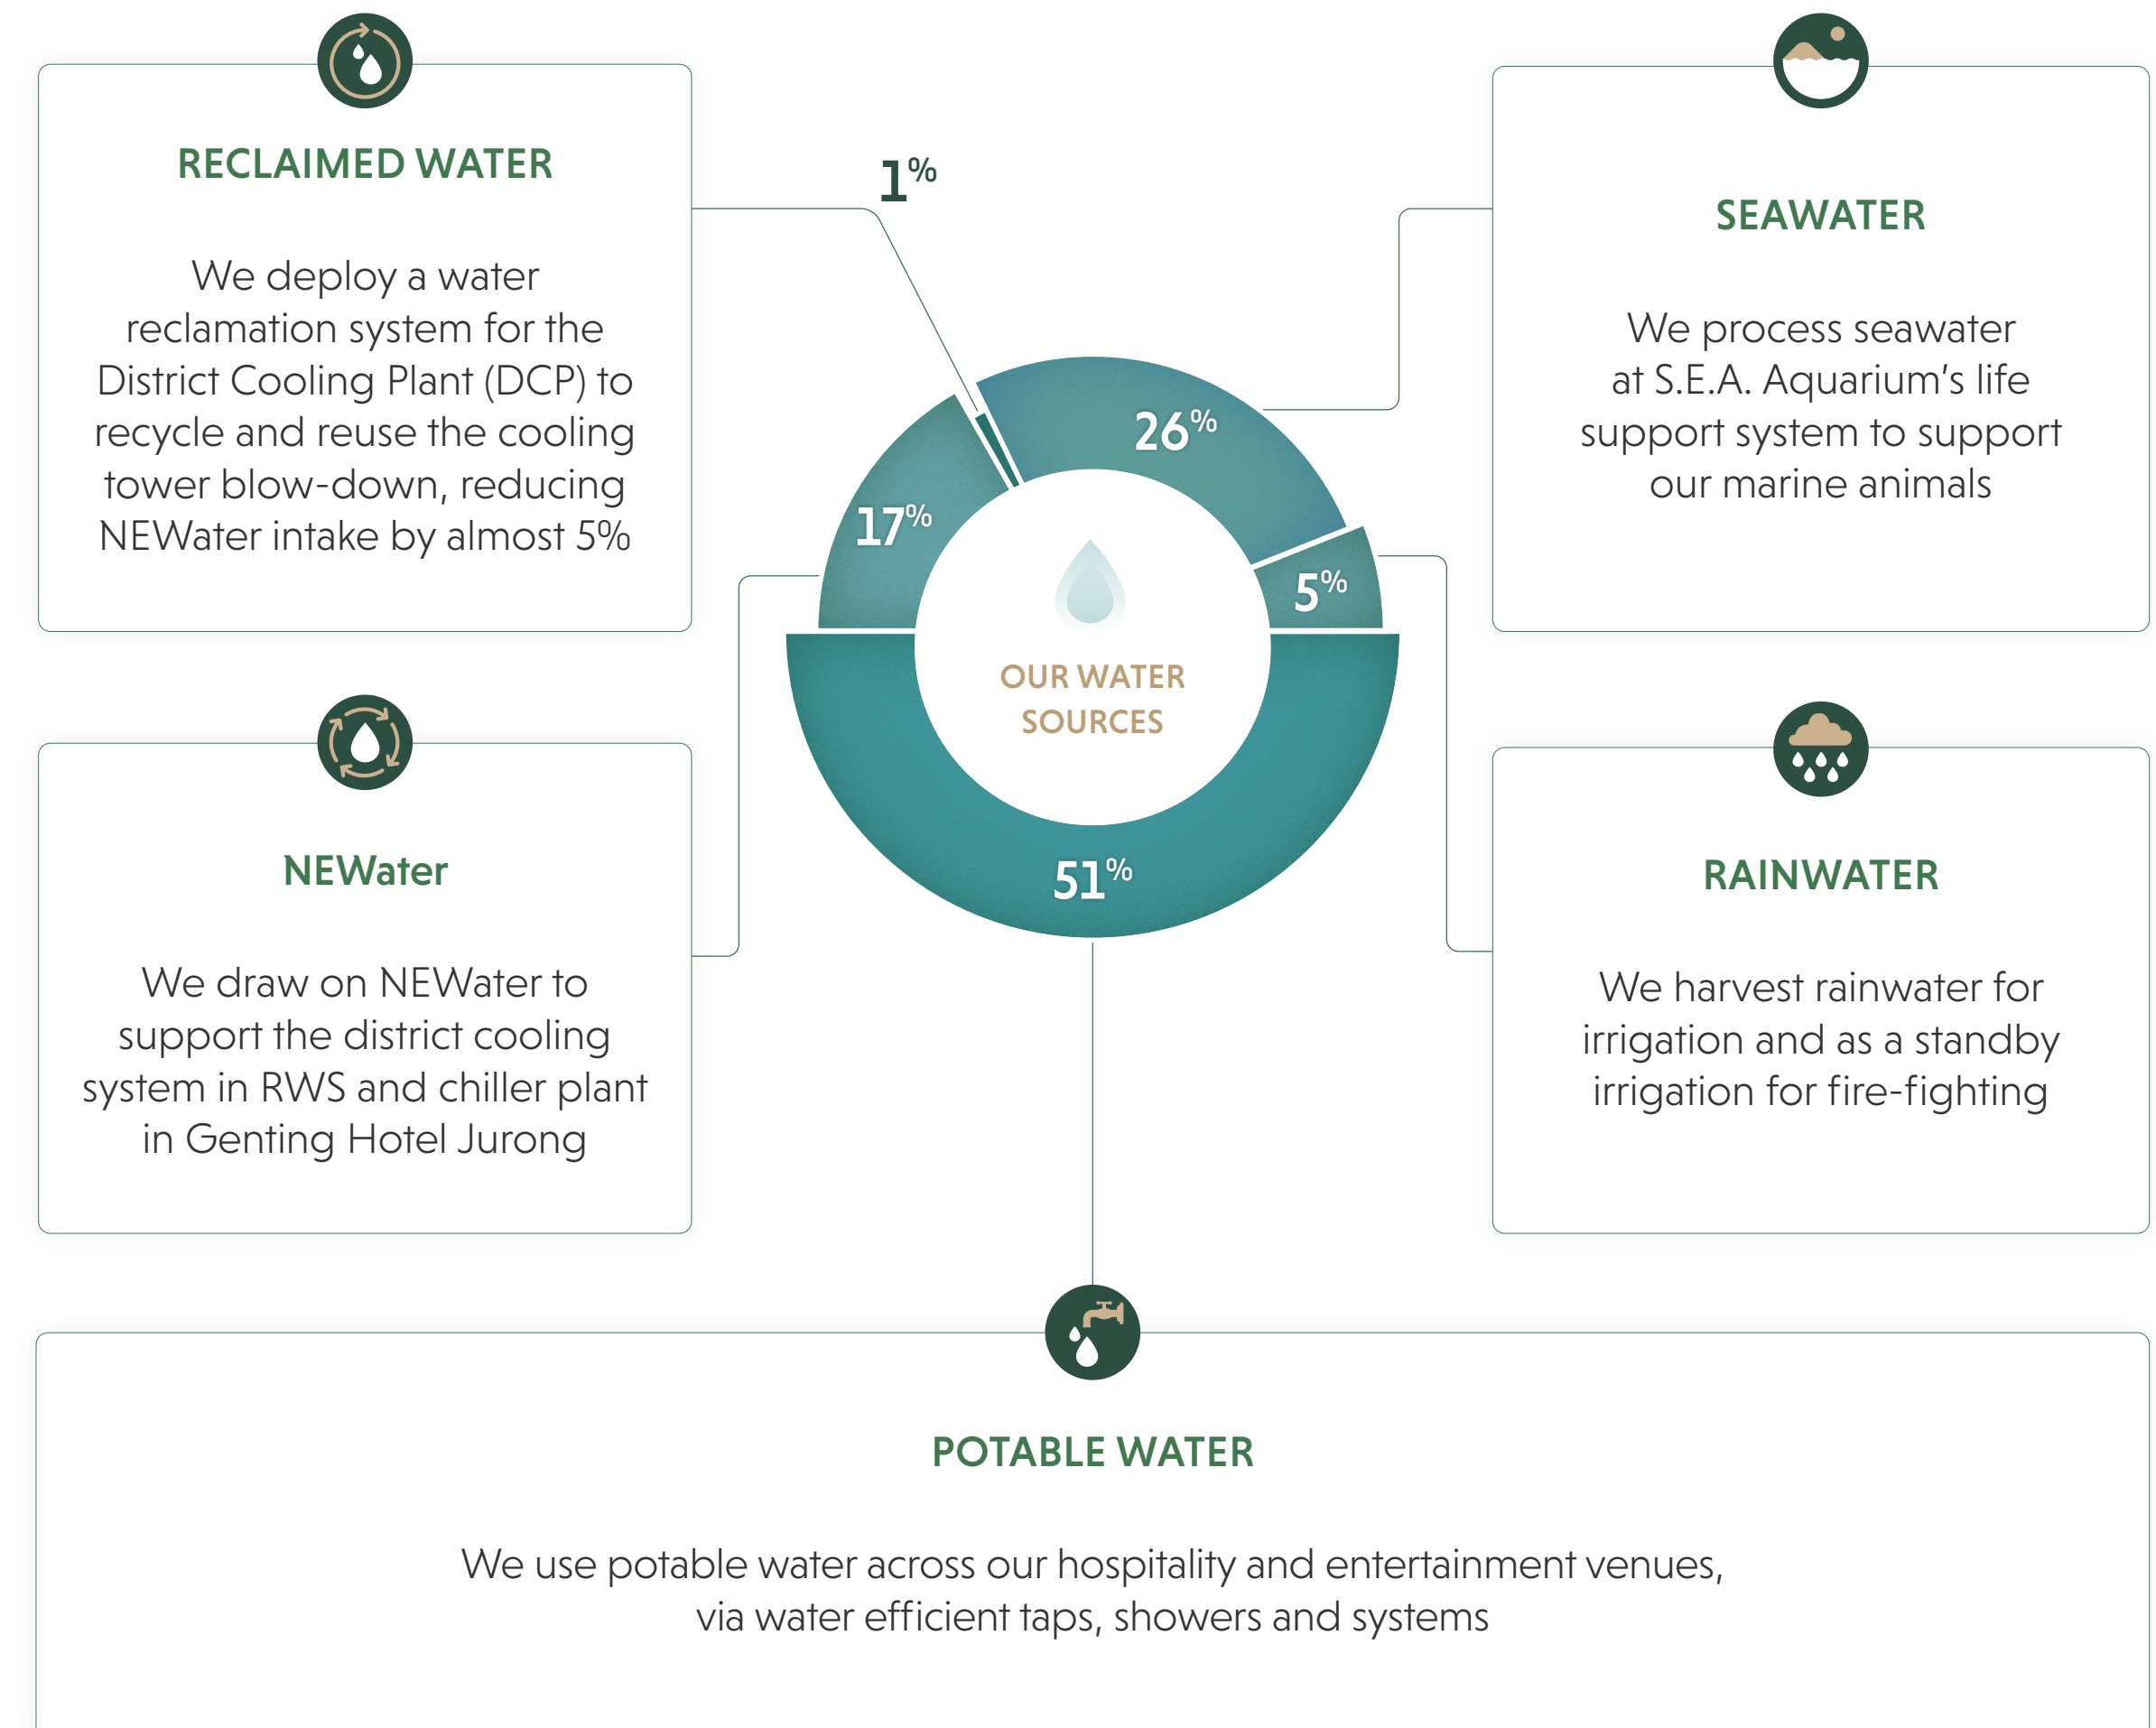 RECLAIMED WATER
We deploy a water
reclamation system for the
District Cooling Plant (DCP) to
recycle and reuse the cooling
tower blow-down, reducing
NEWater intake by almost 5%
SEAWATER
We process seawater
at S.E.A. Aquarium's life
support system to support
our marine animals
1%
26%
17%
5%
OUR WATER
SOURCES
51%
NEWater
We draw on NEWater to
support the district cooling
system in RWS and chiller plant
in Genting Hotel Jurong
RAINWATER
We harvest rainwater for
irrigation and as a standby
irrigation for fire-fighting
POTABLE WATER
We use potable water across our hospitality and entertainment venues,
via water efficient taps, showers and systems